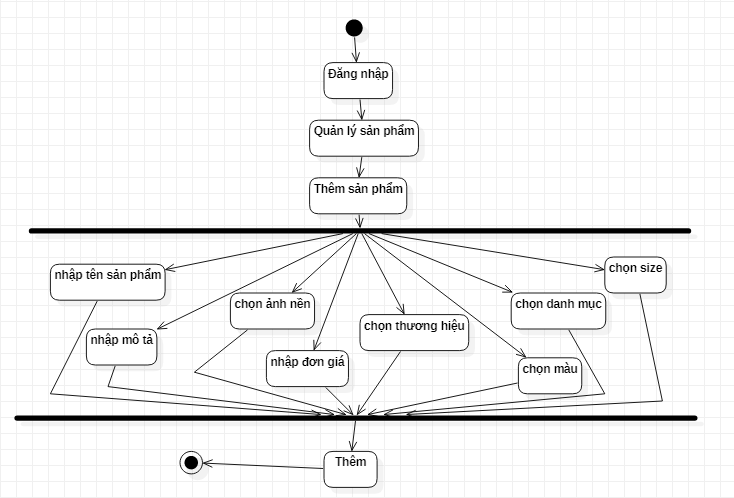 Đăng nhập
Quản lý sản phẩm
Thêm sản phẩm
nhập tên sản phẩm
chọn size
chọn ảnh nền
chọn danh mục
chọn thương hiệu
nhập mô tả
nhập đơn giá
chọn màu
Thêm